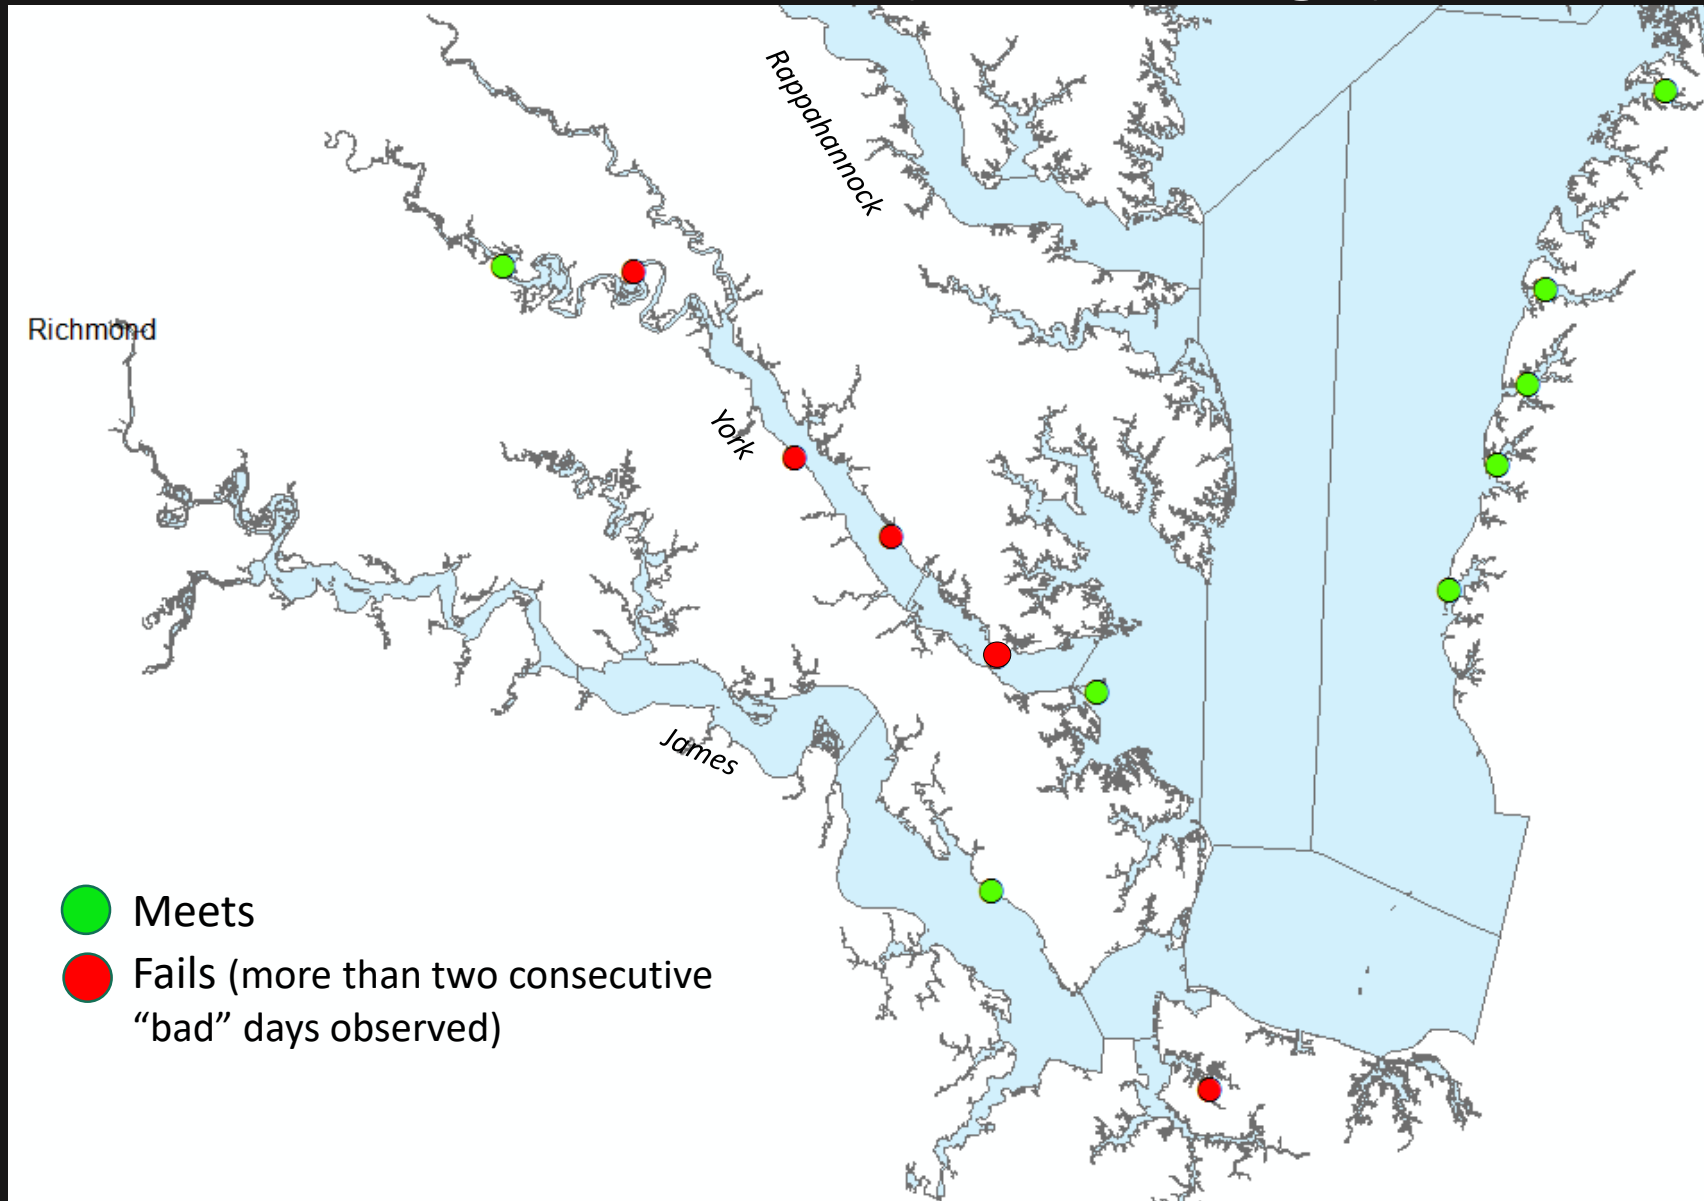 Rappahannock
Richmond
York
James
Meets
Fails (more than two consecutive
“bad” days observed)